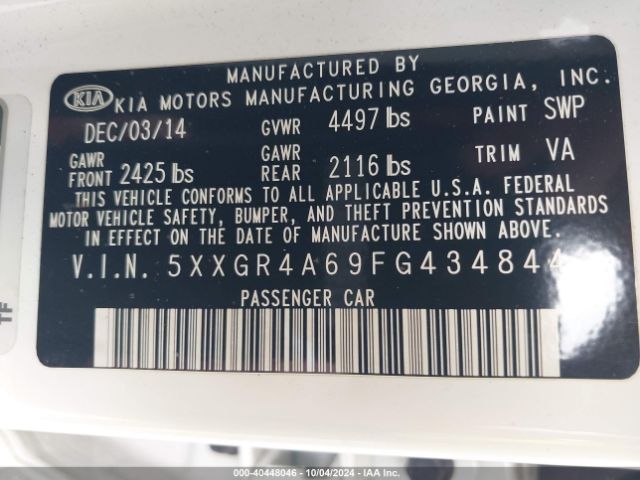 MANUFACTURED BY
KIA KIA MOTORS MANUFACTURING GEORGIA, INC.
DEC/03/14 GVWR 4497 lbs PAINT SWP
GAWR FRONT 2425 lbs GAWR REAR 2116 lbs TRIM VA
THIS VEHICLE CONFORMS TO ALL APPLICABLE U.S.A. FEDERAL
MOTOR VEHICLE SAFETY, BUMPER, AND THEFT PREVENTION STANDARDS
IN EFFECT ON THE DATE OF MANUFACTURE SHOWN ABOVE.
V.I.N. 5XXGR4A69FG434844
PASSENGER CAR
TF
000-40448046 - 10/04/2024 - IAA Inc.